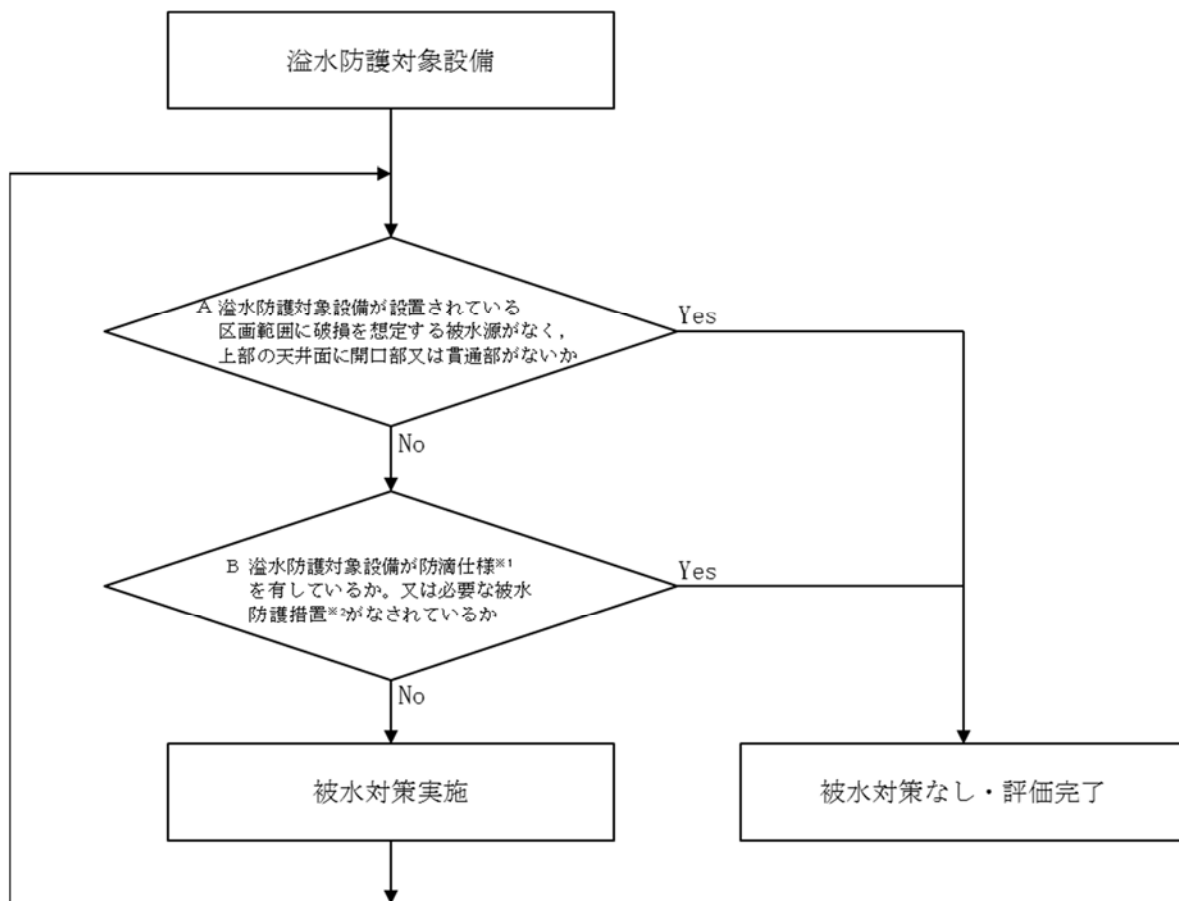 溢水防護対象設備
A 溢水防護対象設備が設置されている
区画範囲に破損を想定する被水源がなく，
上部の天井面に開口部又は貫通部がないか
Yes
No
B 溢水防護対象設備が防滴仕様※1
を有しているか。又は必要な被水
防護措置※2がなされているか
Yes
No
被水対策実施
被水対策なし・評価完了